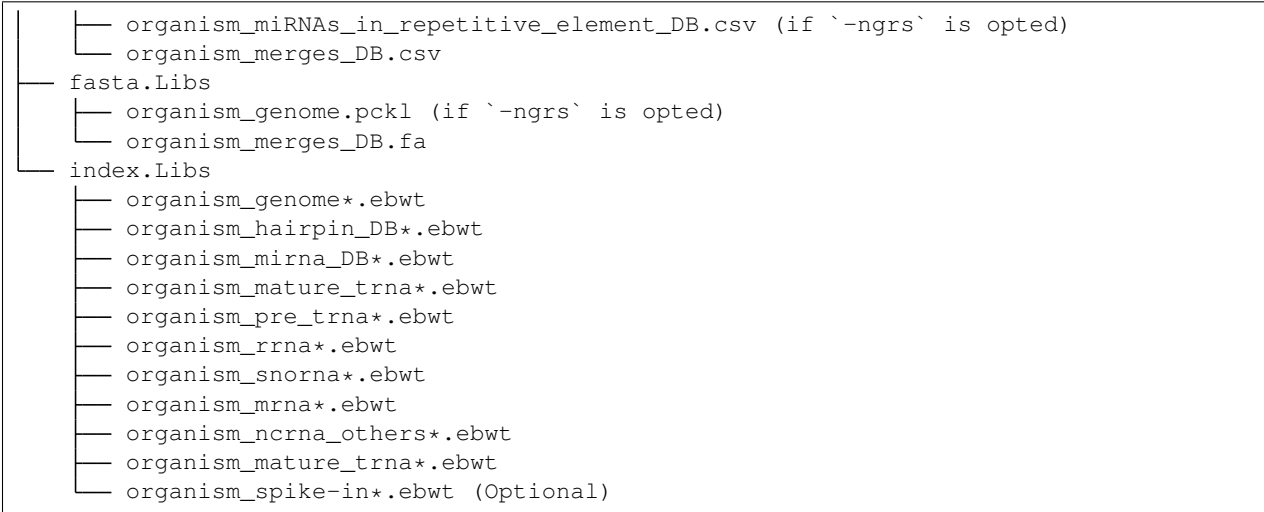 │   ├── organism_miRNAs_in_repetitive_element_DB.csv (if `-ngrs` is opted)
│   └── organism_merges_DB.csv
├── fasta.Libs
│   ├── organism_genome.pckl (if `-ngrs` is opted)
│   └── organism_merges_DB.fa
└── index.Libs
    ├── organism_genome*.ebwt
    ├── organism_hairpin_DB*.ebwt
    ├── organism_mirna_DB*.ebwt
    ├── organism_mature_trna*.ebwt
    ├── organism_pre_trna*.ebwt
    ├── organism_rrna*.ebwt
    ├── organism_snorna*.ebwt
    ├── organism_mrna*.ebwt
    ├── organism_ncrna_others*.ebwt
    ├── organism_mature_trna*.ebwt
    └── organism_spike-in*.ebwt (Optional)